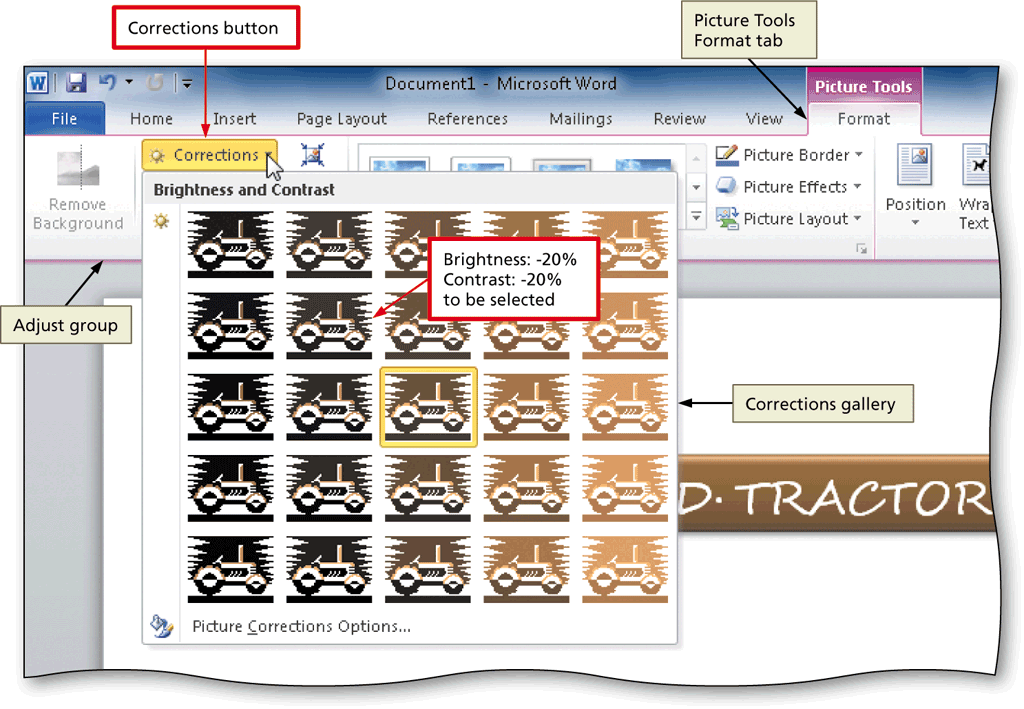 Corrections button
Picture Tools
Format tab
Document1 - Microsoft Word
Picture Tools
File Home Insert Page Layout References Mailings Review View Format
Corrections
Picture Border
Picture Effects
Picture Layout
Remove
Background
Position
Text
Brightness and Contrast
Brightness: -20%
Contrast: -20%
to be selected
Adjust group
Corrections gallery
D· TRACTOR
Picture Corrections Options...